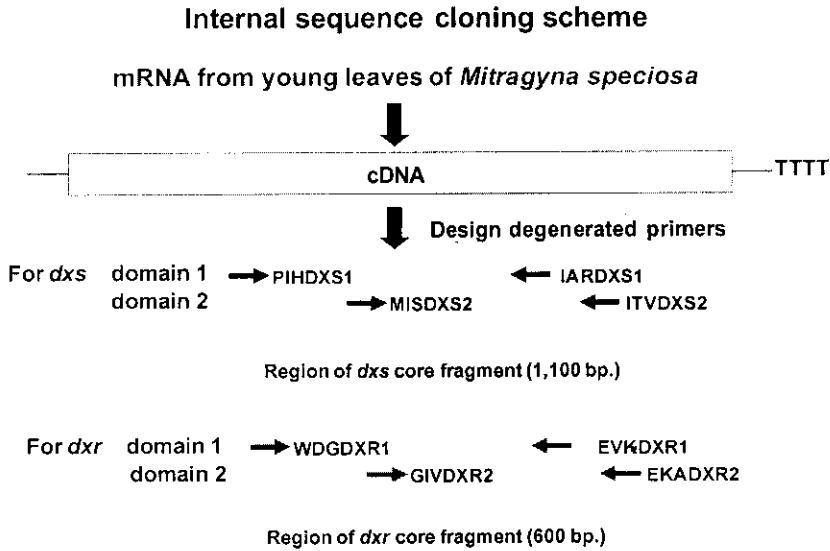 Internal sequence cloning scheme
mRNA from young leaves of Mitragyna speciosa
cDNA
TTTT
Design degenerated primers
For dxs domain 1 PIHDXS1 IARDXS1
domain 2 MISDXS2 ITVDXS2
Region of dxs core fragment (1,100 bp.)
For dxr domain 1 WDGDXR1 EVKDXR1
domain 2 GIVDXR2 EKADXR2
Region of dxr core fragment (600 bp.)